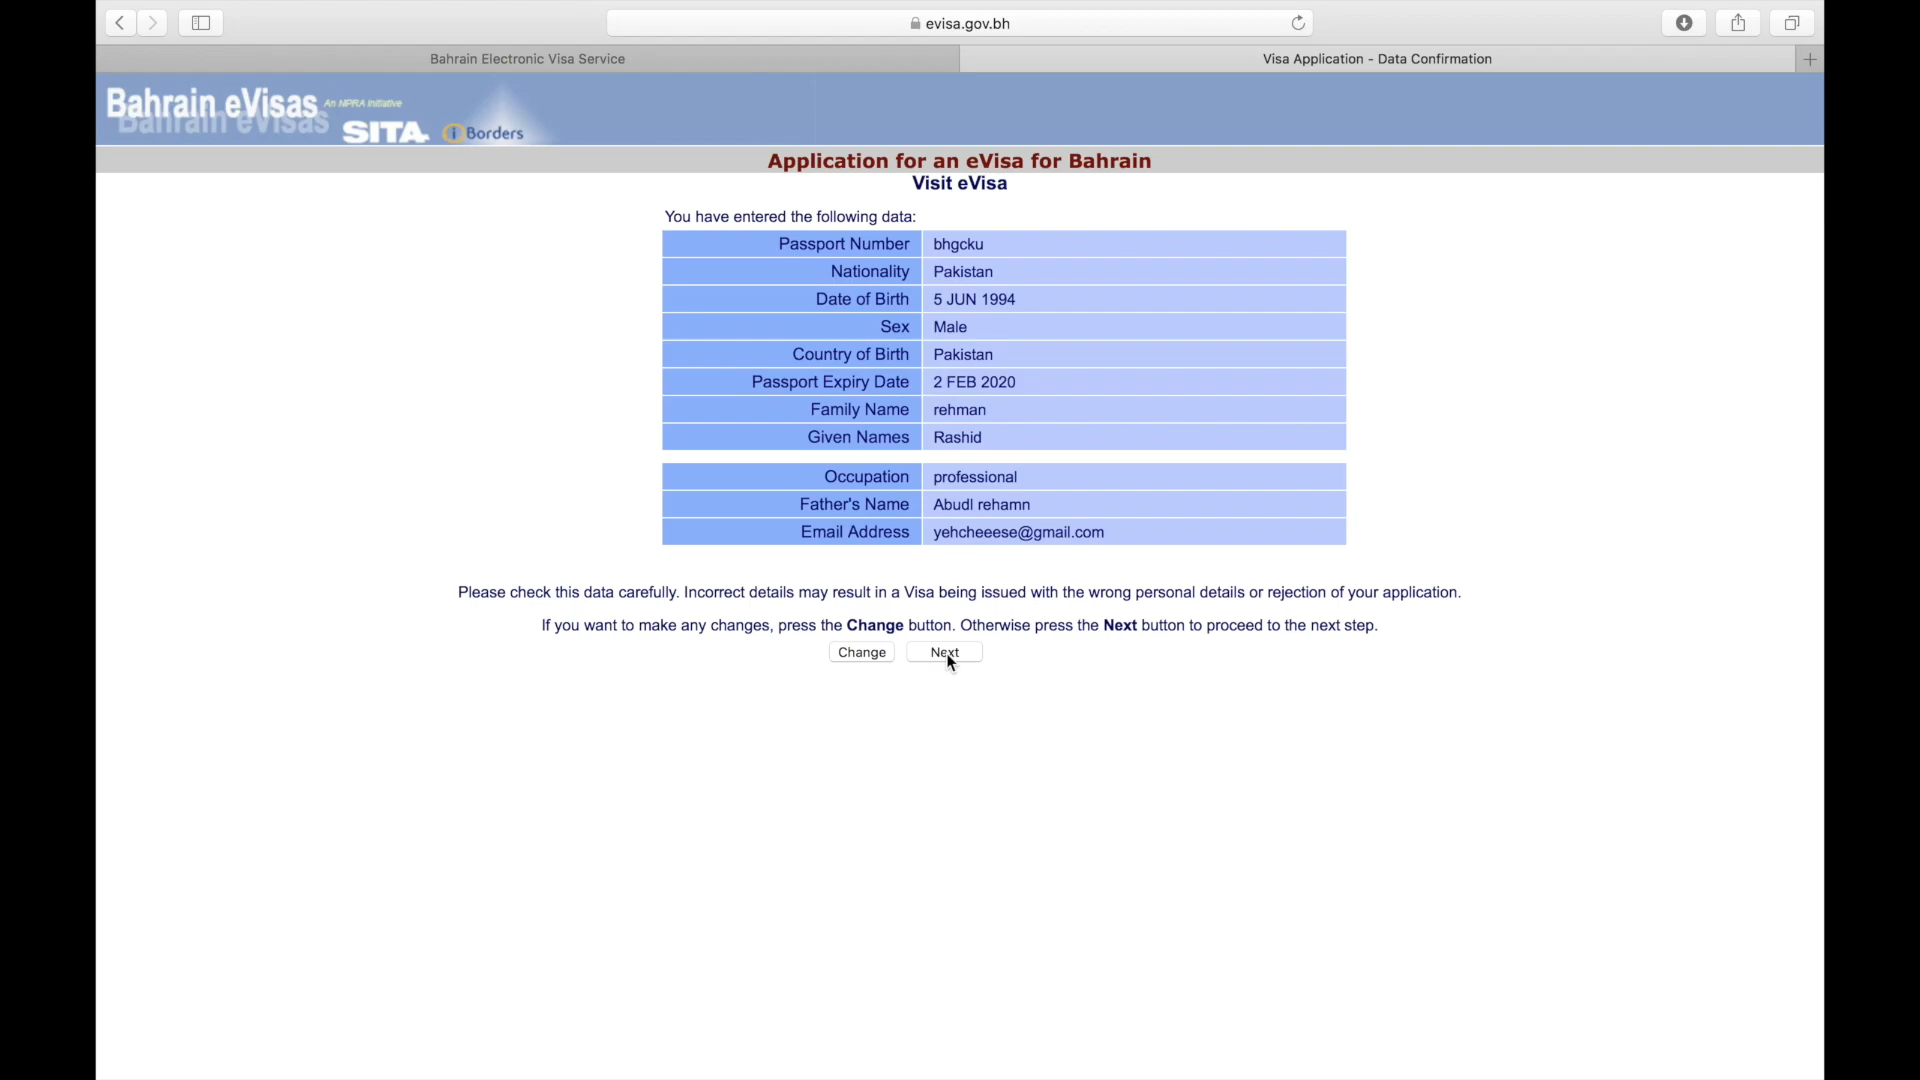 evisa.gov.bh
Bahrain Electronic Visa Service
Visa Application - Data Confirmation
Bahrain eVisas An NPRA Initiative
SITA iBorders
Application for an eVisa for Bahrain
Visit eVisa
You have entered the following data:
Passport Number bhgcku
Nationality Pakistan
Date of Birth 5 JUN 1994
Sex Male
Country of Birth Pakistan
Passport Expiry Date 2 FEB 2020
Family Name rehman
Given Names Rashid
Occupation professional
Father's Name Abudl rehamn
Email Address yehcheeese@gmail.com
Please check this data carefully. Incorrect details may result in a Visa being issued with the wrong personal details or rejection of your application.
If you want to make any changes, press the Change button. Otherwise press the Next button to proceed to the next step.
Change Next